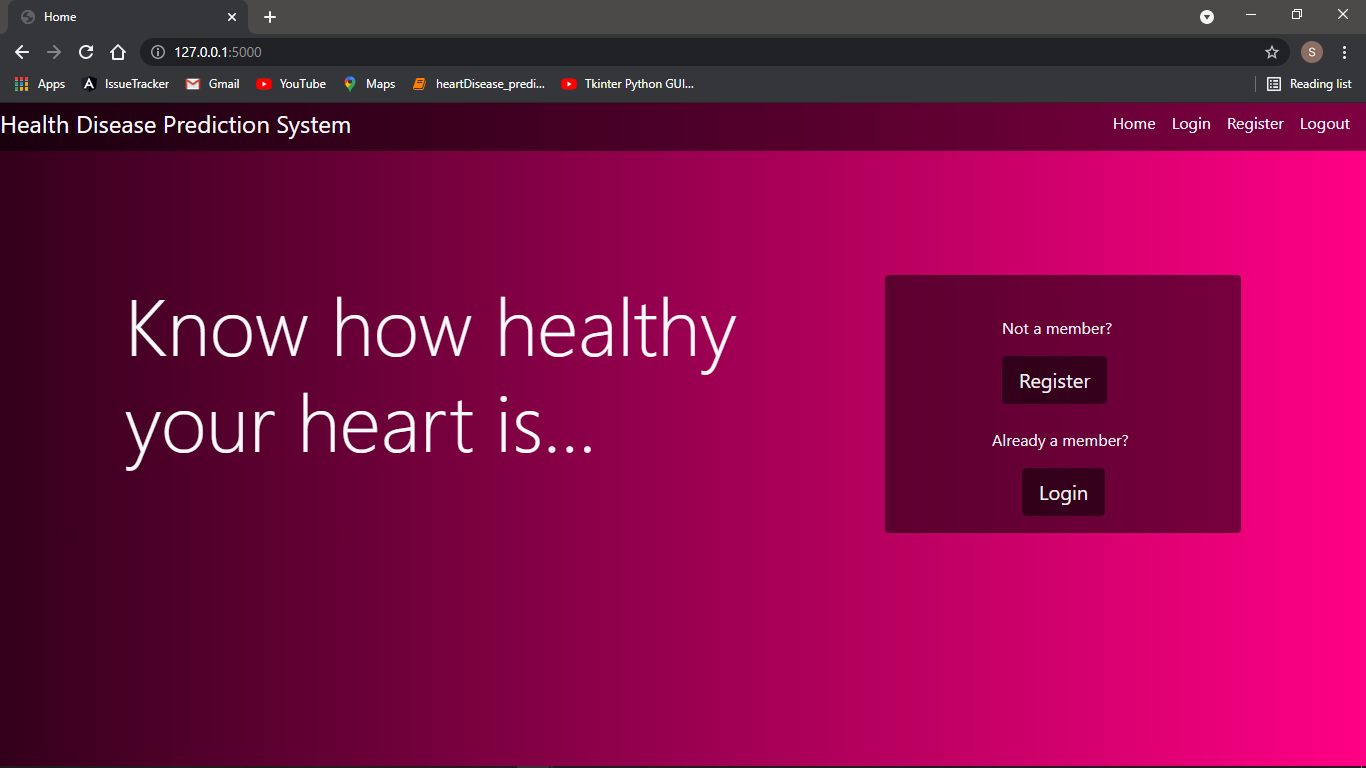 Home
127.0.0.1:5000
S
Apps IssueTracker Gmail YouTube Maps heartDisease_predi... Tkinter Python GUI... Reading list
Health Disease Prediction System Home Login Register Logout
Know how healthy
your heart is...
Not a member?
Register
Already a member?
Login